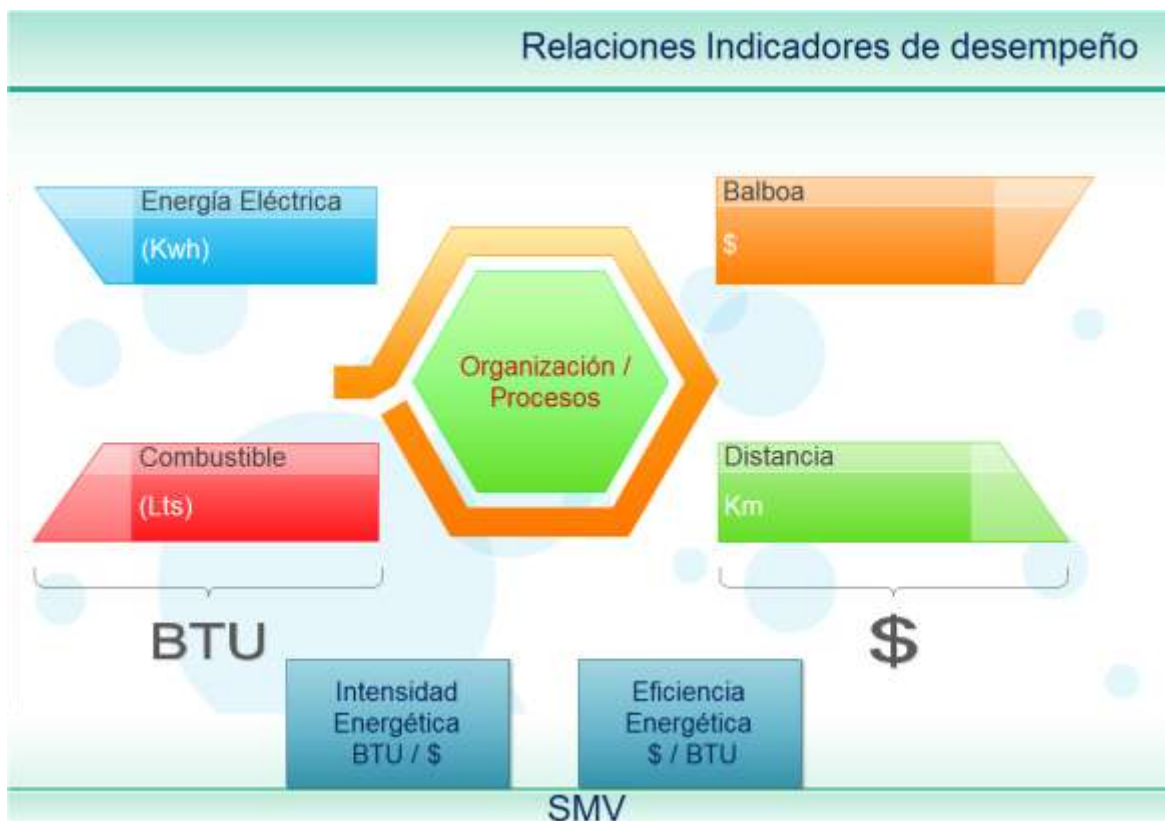 Relaciones Indicadores de desempeño
Energía Eléctrica
(Kwh)
Balboa
$
Organización /
Procesos
Combustible
(Lts)
Distancia
Km
BTU
$
Intensidad
Energética
BTU / $
Eficiencia
Energética
$ / BTU
SMV